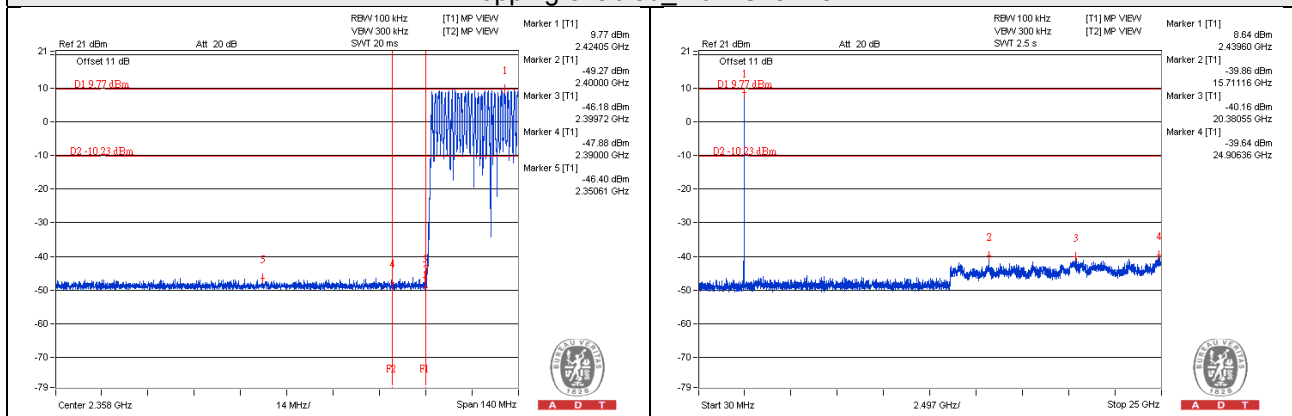 RBW 100 kHz [T1] MP VIEW
VBW 300 kHz [T2] MP VIEW
Ref 21 dBm Att 20 dB SWT 20 ms
Marker 1 [T1]
9.77 dBm
2.42405 GHz
Marker 2 [T1]
-49.27 dBm
2.40000 GHz
Marker 3 [T1]
-46.18 dBm
2.39972 GHz
Marker 4 [T1]
-47.88 dBm
2.39000 GHz
Marker 5 [T1]
-46.40 dBm
2.35061 GHz
21
Offset 11 dB
1
D1 9.77 dBm
10
0
-10
D2 -10.23 dBm
-20
-30
-40
5
4
-50
-60
-70
F2
F1
-79
Center 2.358 GHz 14 MHz/ Span 140 MHz
BUREAU VERITAS
1828
A D T
RBW 100 kHz [T1] MP VIEW
VBW 300 kHz [T2] MP VIEW
Ref 21 dBm Att 20 dB SWT 2.5 s
Marker 1 [T1]
8.64 dBm
2.43960 GHz
Marker 2 [T1]
-39.86 dBm
15.71116 GHz
Marker 3 [T1]
-40.16 dBm
20.38055 GHz
Marker 4 [T1]
-39.64 dBm
24.90636 GHz
21
Offset 11 dB
1
D1 9.77 dBm
10
0
-10
D2 -10.23 dBm
-20
-30
2
3
4
-40
-50
-60
-70
-79
Start 30 MHz 2.497 GHz/ Stop 25 GHz
BUREAU VERITAS
1828
A D T